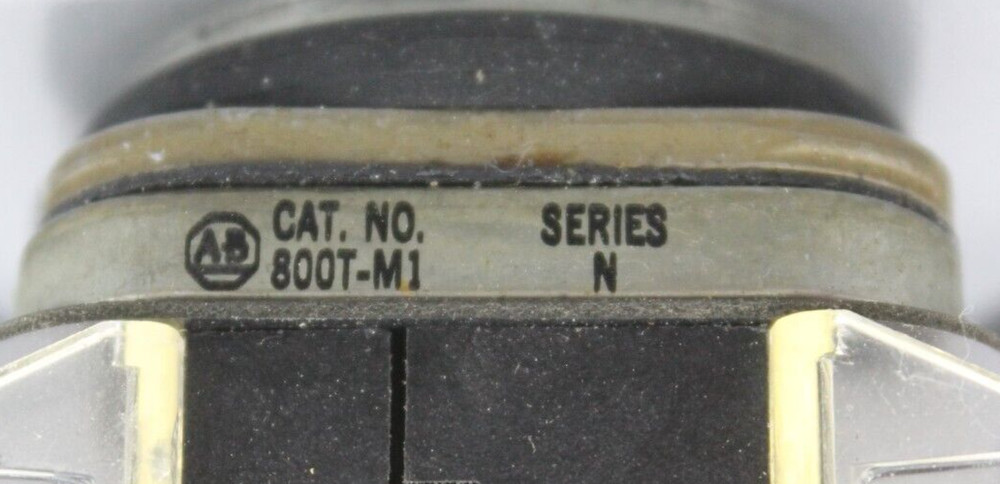 AB
CAT. NO.
800T-M1
SERIES
N